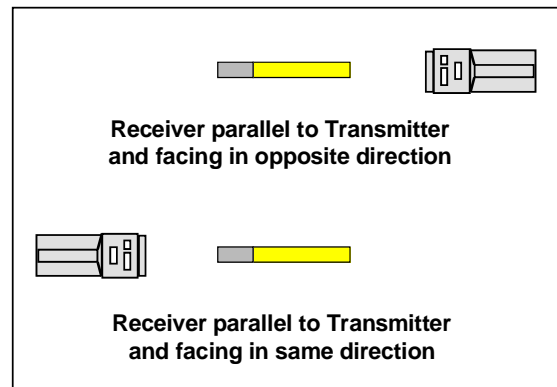 Receiver parallel to Transmitter
and facing in opposite direction
Receiver parallel to Transmitter
and facing in same direction